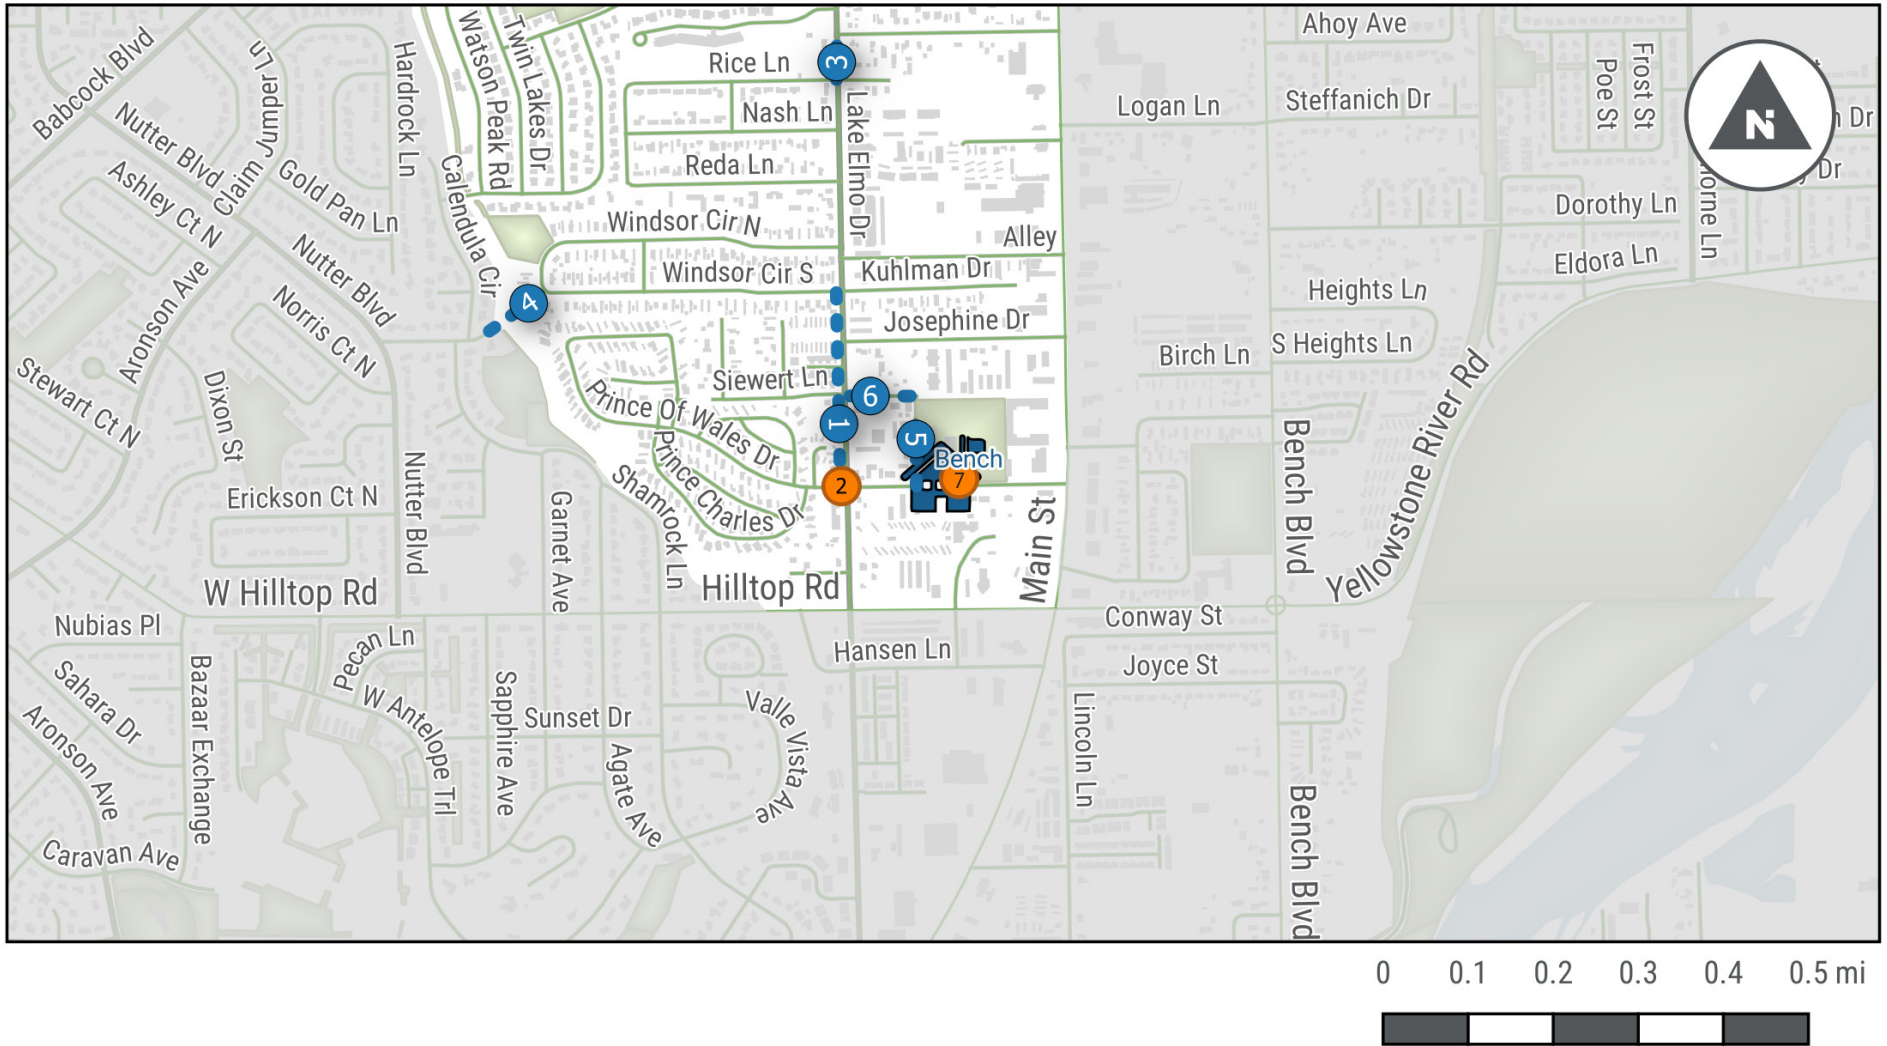 Babcock Blvd
Jumper Ln
Hardrock Ln
Watson Peak Rd
Twin Lakes Dr
Rice Ln
3
Nash Ln
Lake Elmo Dr
Reda Ln
Ahoy Ave
Logan Ln
Steffanich Dr
Poe St
Frost St
N
Dr
Dr
Dorothy Ln
Eldora Ln
Nutter Blvd
Claim
Ashley Ct N
Gold Pan Ln
Calendula Cir
Windsor Cir N
Alley
Windsor Cir S
Kuhlman Dr
Heights Ln
Nutter Blvd
Aronson Ave
Norris Ct N
4
Josephine Dr
S Heights Ln
Birch Ln
Stewart Ct N
Dixon St
Siewert Ln
6
Prince Of Wales Dr
1
5
Bench
2
7
Prince Charles Dr
Shamrock Ln
Bench Blvd
Yellowstone River Rd
Erickson Ct N
Nutter Blvd
Garnet Ave
Main St
W Hilltop Rd
Hilltop Rd
Nubias Pl
Pecan Ln
Hansen Ln
Conway St
Joyce St
Sahara Dr
Bazaar Exchange
W Antelope Trl
Sapphire Ave
Sunset Dr
Agate Ave
Valle Vista Ave
Lincoln Ln
Aronson Ave
Caravan Ave
Bench Blvd
0 0.1 0.2 0.3 0.4 0.5 mi